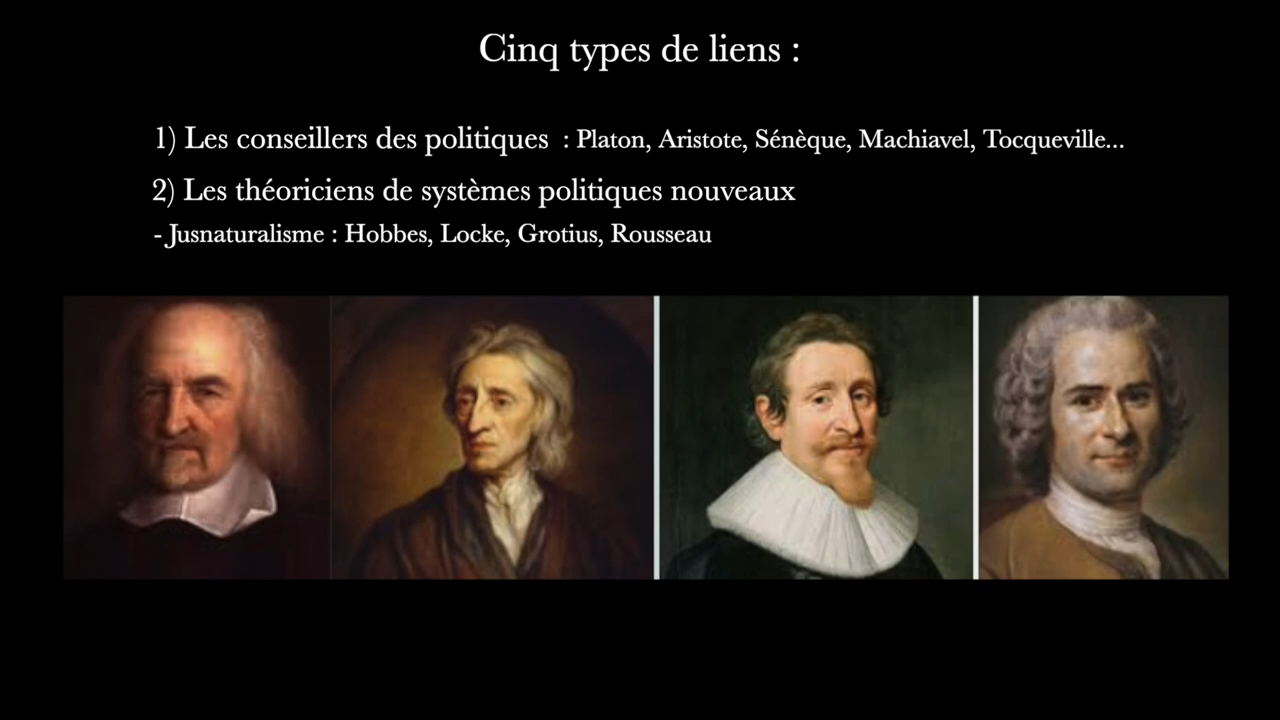 Cinq types de liens :
1) Les conseillers des politiques : Platon, Aristote, Sénèque, Machiavel, Tocqueville...
2) Les théoriciens de systèmes politiques nouveaux
- Jusnaturalisme : Hobbes, Locke, Grotius, Rousseau